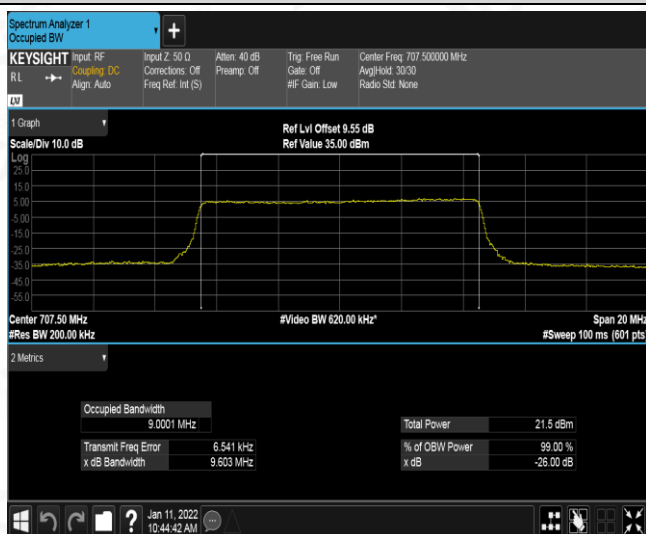 Spectrum Analyzer 1
Occupied BW
+
KEYSIGHT
R L
LXI
Input: RF
Coupling: DC
Align: Auto
Input Z: 50 Ω
Corrections: Off
Freq Ref: Int (S)
Atten: 40 dB
Preamp: Off
Trig: Free Run
Gate: Off
#IF Gain: Low
Center Freq: 707.500000 MHz
Avg|Hold: 30/30
Radio Std: None
1 Graph
Scale/Div 10.0 dB
Ref Lvl Offset 9.55 dB
Ref Value 35.00 dBm
Log
25.0
15.0
5.00
-5.00
-15.0
-25.0
-35.0
-45.0
-55.0
Center 707.50 MHz
#Res BW 200.00 kHz
#Video BW 620.00 kHz*
Span 20 MHz
#Sweep 100 ms (601 pts)
2 Metrics
Occupied Bandwidth
9.0001 MHz
Transmit Freq Error 6.541 kHz
x dB Bandwidth 9.603 MHz
Total Power 21.5 dBm
% of OBW Power 99.00 %
x dB -26.00 dB
?
Jan 11, 2022
10:44:42 AM